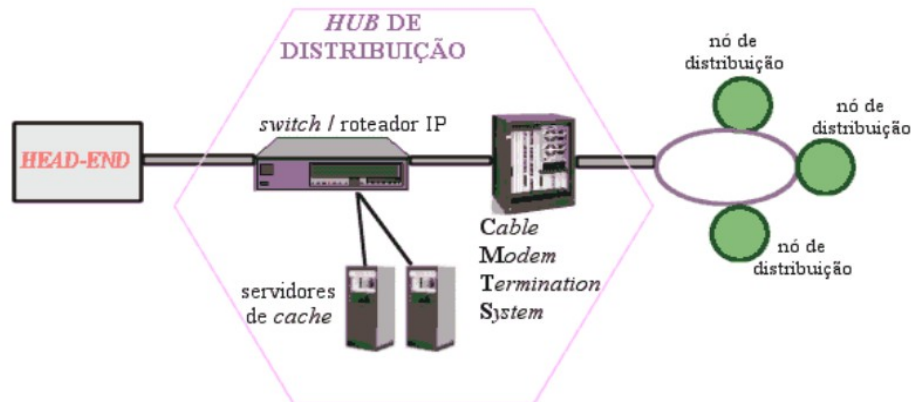 HUB DE
DISTRIBUIÇÃO
nó de
distribuição
nó de
distribuição
switch / roteador IP
HEAD-END
Cable
Modem
Termination
System
nó de
distribuição
servidores
de cache